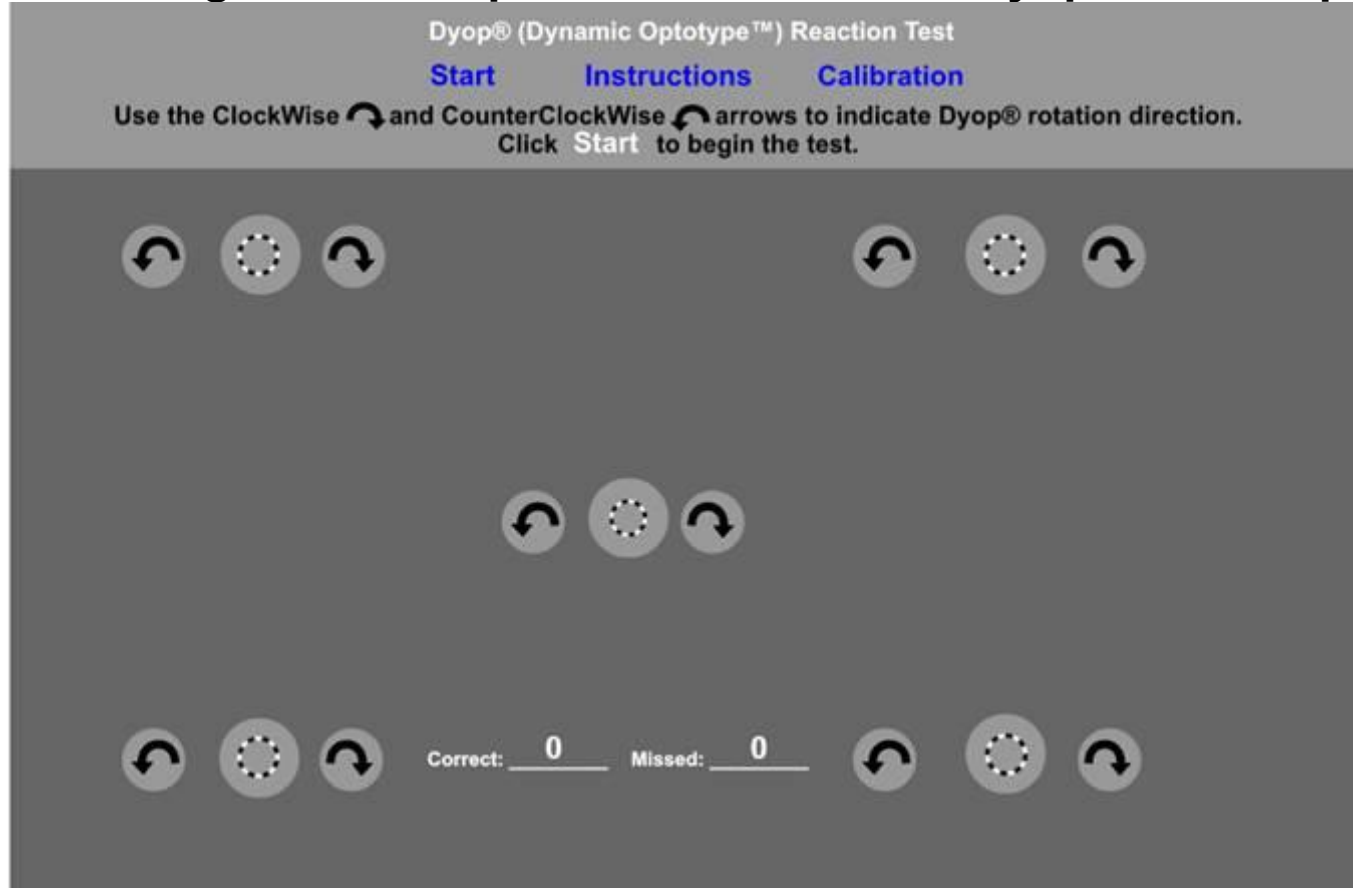 Dyop® (Dynamic Optotype™) Reaction Test
Start Instructions Calibration
Use the ClockWise and CounterClockWise arrows to indicate Dyop® rotation direction.
Click Start to begin the test.
Correct: 0 Missed: 0